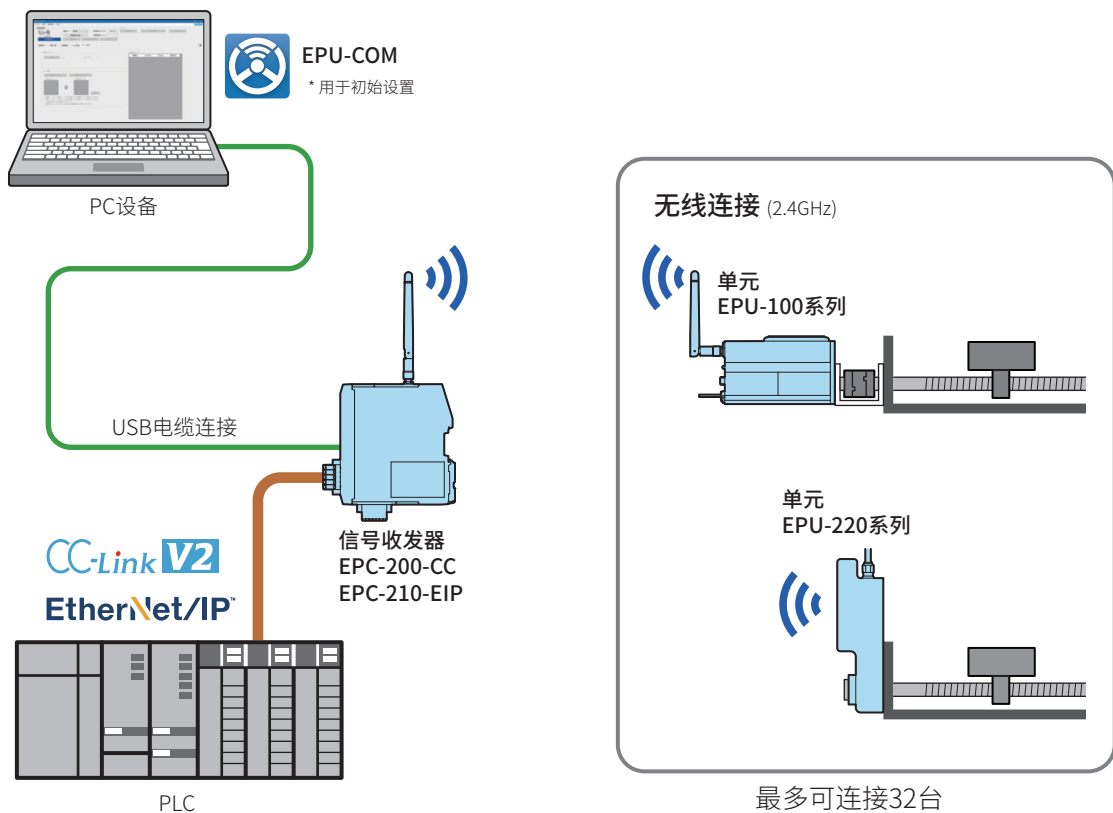 EPU-COM
* 用于初始设置
PC设备
USB电缆连接
信号收发器
EPC-200-CC
EPC-210-EIP
CC-Link V2
EtherNet/IP™
PLC
无线连接 (2.4GHz)
单元
EPU-100系列
单元
EPU-220系列
最多可连接32台